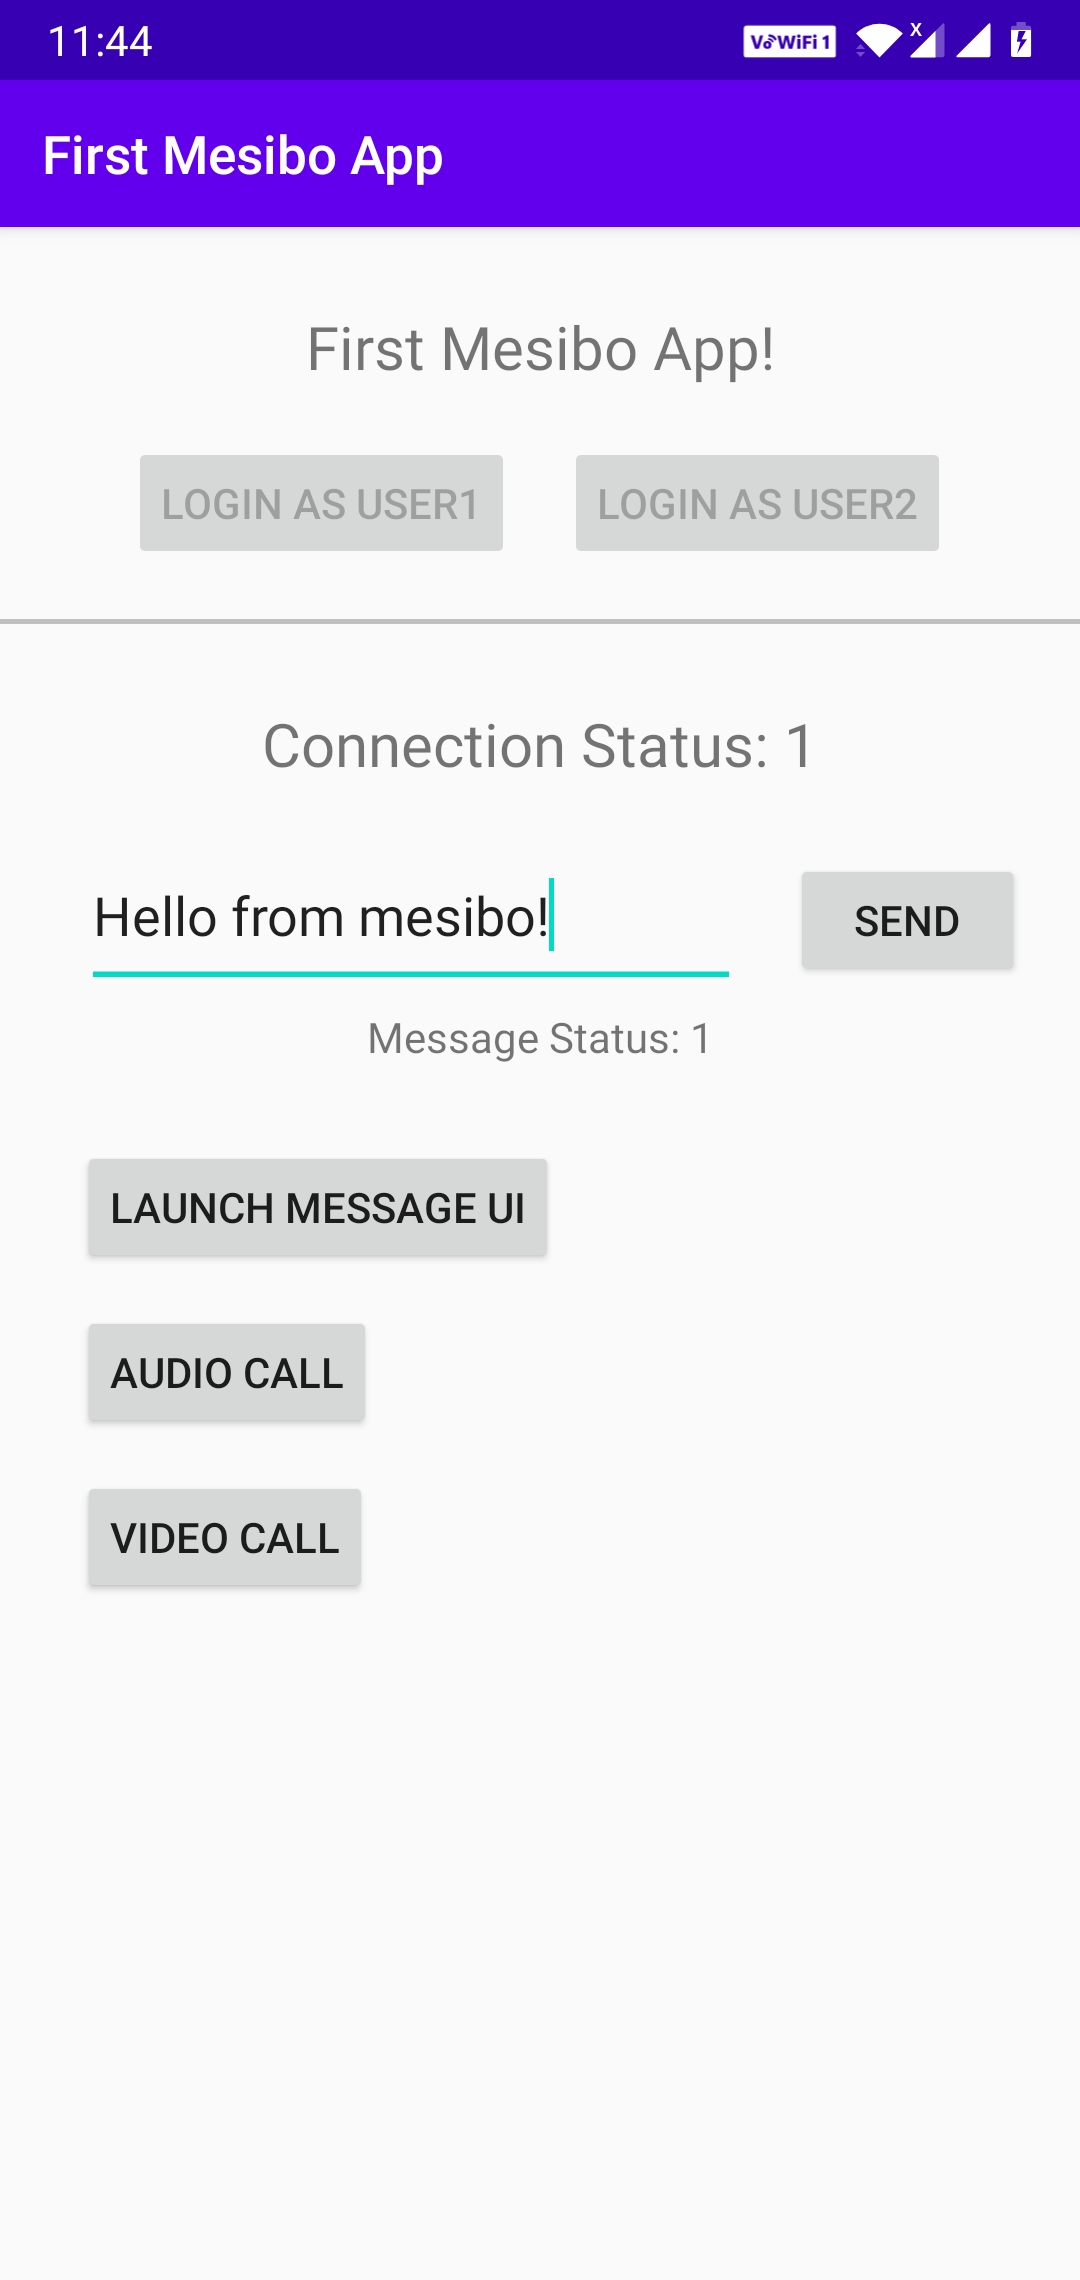 11:44
VoWiFi 1
X
First Mesibo App
First Mesibo App!
LOGIN AS USER1 LOGIN AS USER2
Connection Status: 1
Hello from mesibo! SEND
Message Status: 1
LAUNCH MESSAGE UI
AUDIO CALL
VIDEO CALL